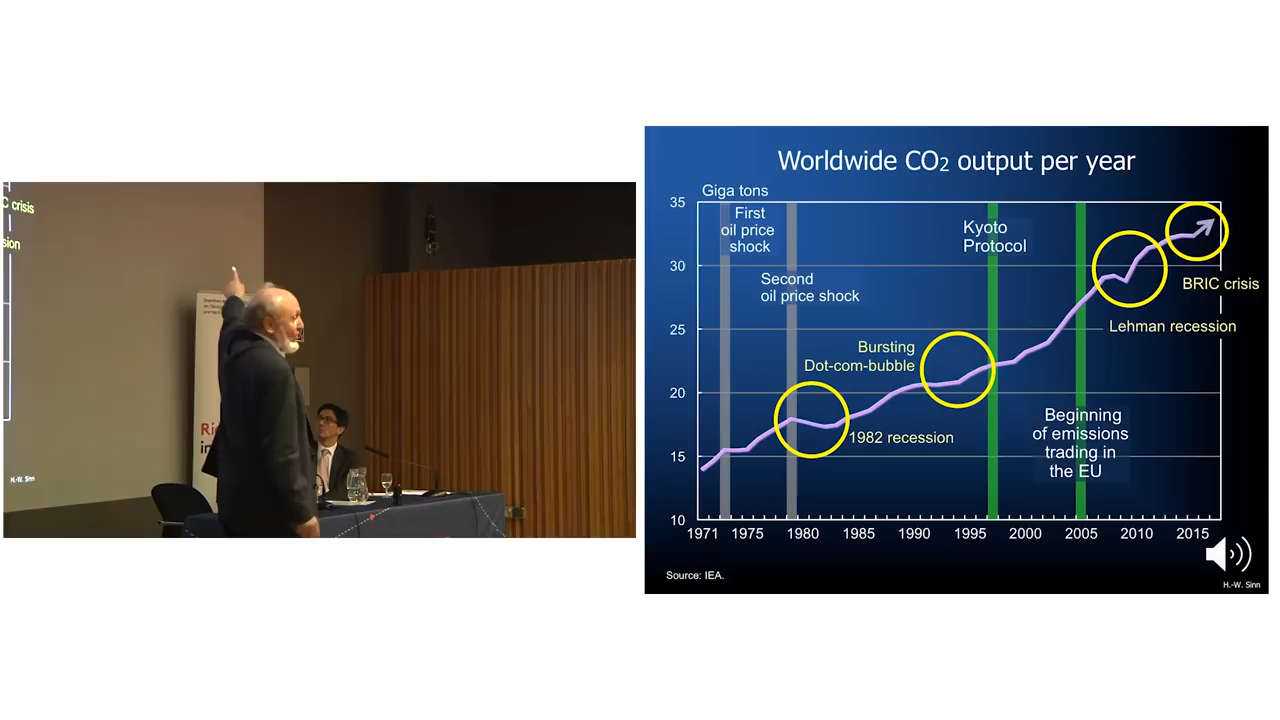 C crisis
sion
H.-W. Sinn
Worldwide CO2 output per year
Giga tons
35
30
25
20
15
10
First
oil price
shock
Second
oil price shock
Kyoto
Protocol
BRIC crisis
Lehman recession
Bursting
Dot-com-bubble
1982 recession
Beginning
of emissions
trading in
the EU
1971 1975 1980 1985 1990 1995 2000 2005 2010 2015
Source: IEA.
H.-W. Sinn